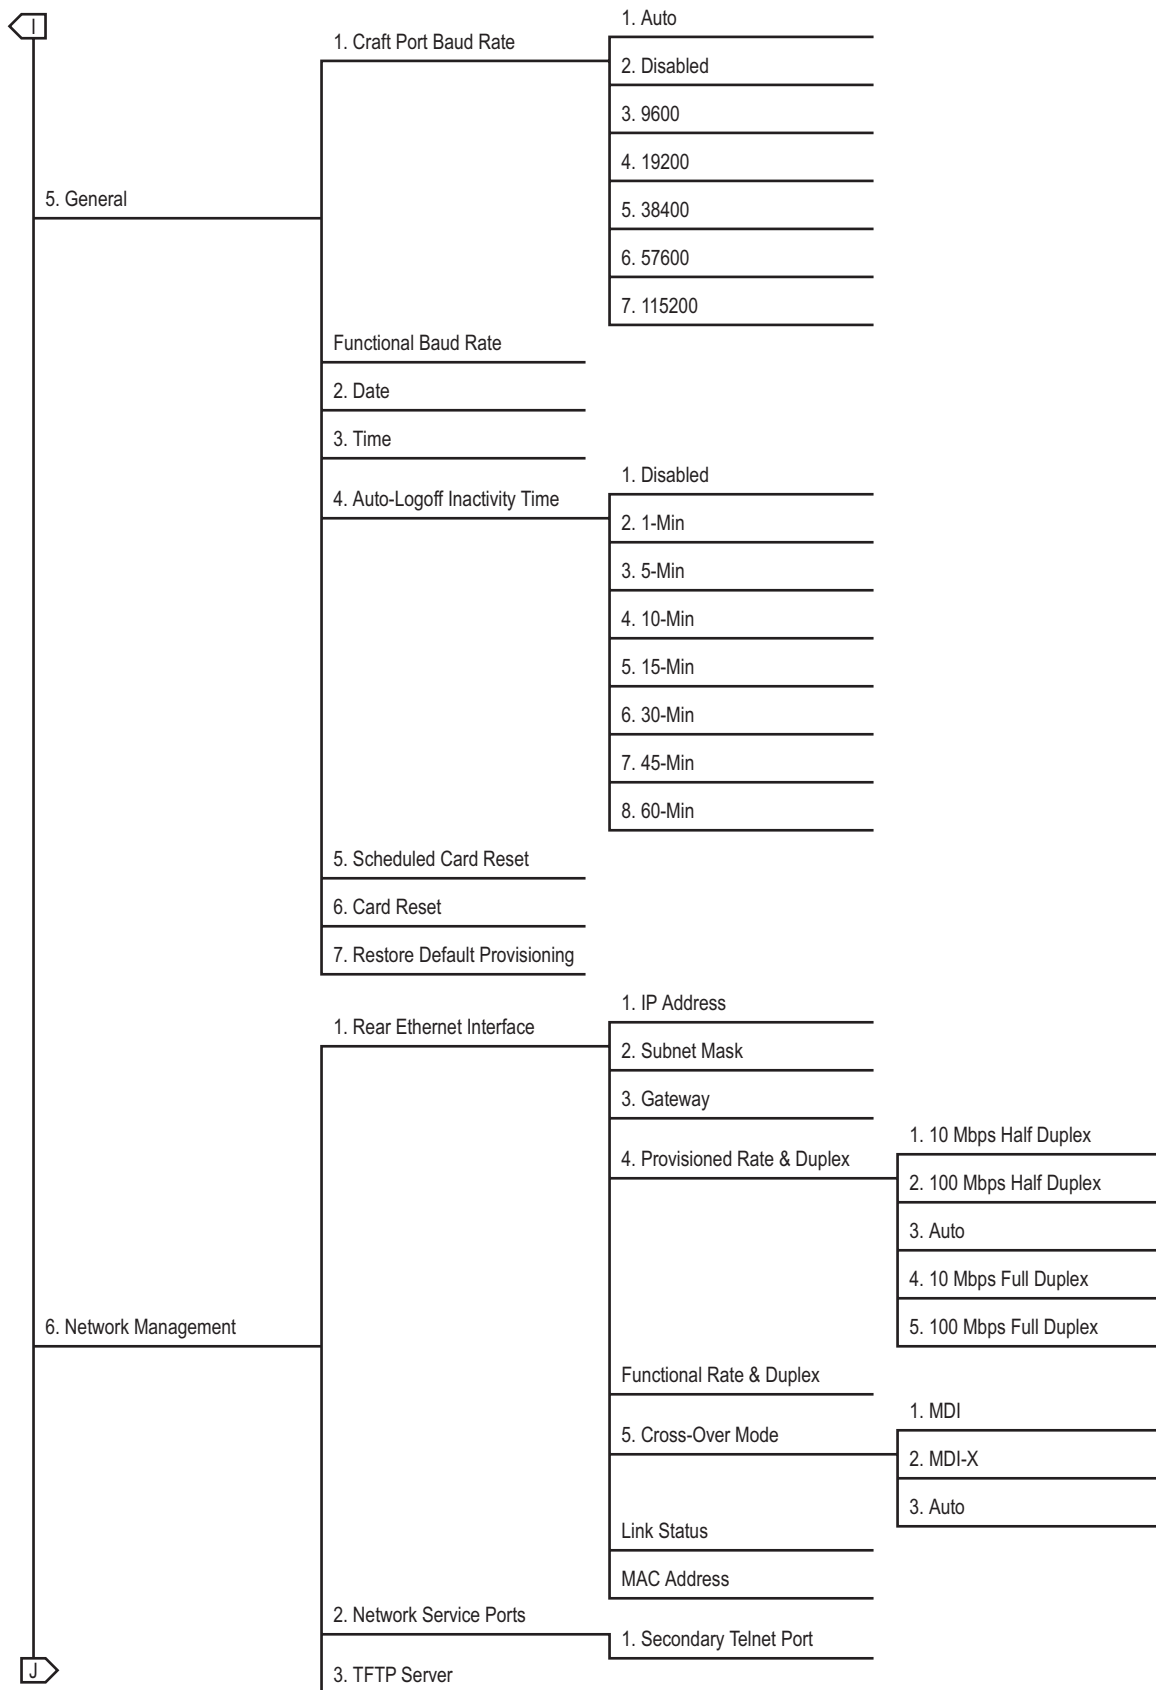 I
5. General
1. Craft Port Baud Rate
1. Auto
2. Disabled
3. 9600
4. 19200
5. 38400
6. 57600
7. 115200
Functional Baud Rate
2. Date
3. Time
4. Auto-Logoff Inactivity Time
1. Disabled
2. 1-Min
3. 5-Min
4. 10-Min
5. 15-Min
6. 30-Min
7. 45-Min
8. 60-Min
5. Scheduled Card Reset
6. Card Reset
7. Restore Default Provisioning
6. Network Management
1. Rear Ethernet Interface
1. IP Address
2. Subnet Mask
3. Gateway
4. Provisioned Rate & Duplex
1. 10 Mbps Half Duplex
2. 100 Mbps Half Duplex
3. Auto
4. 10 Mbps Full Duplex
5. 100 Mbps Full Duplex
Functional Rate & Duplex
5. Cross-Over Mode
1. MDI
2. MDI-X
3. Auto
Link Status
MAC Address
2. Network Service Ports
1. Secondary Telnet Port
3. TFTP Server
J